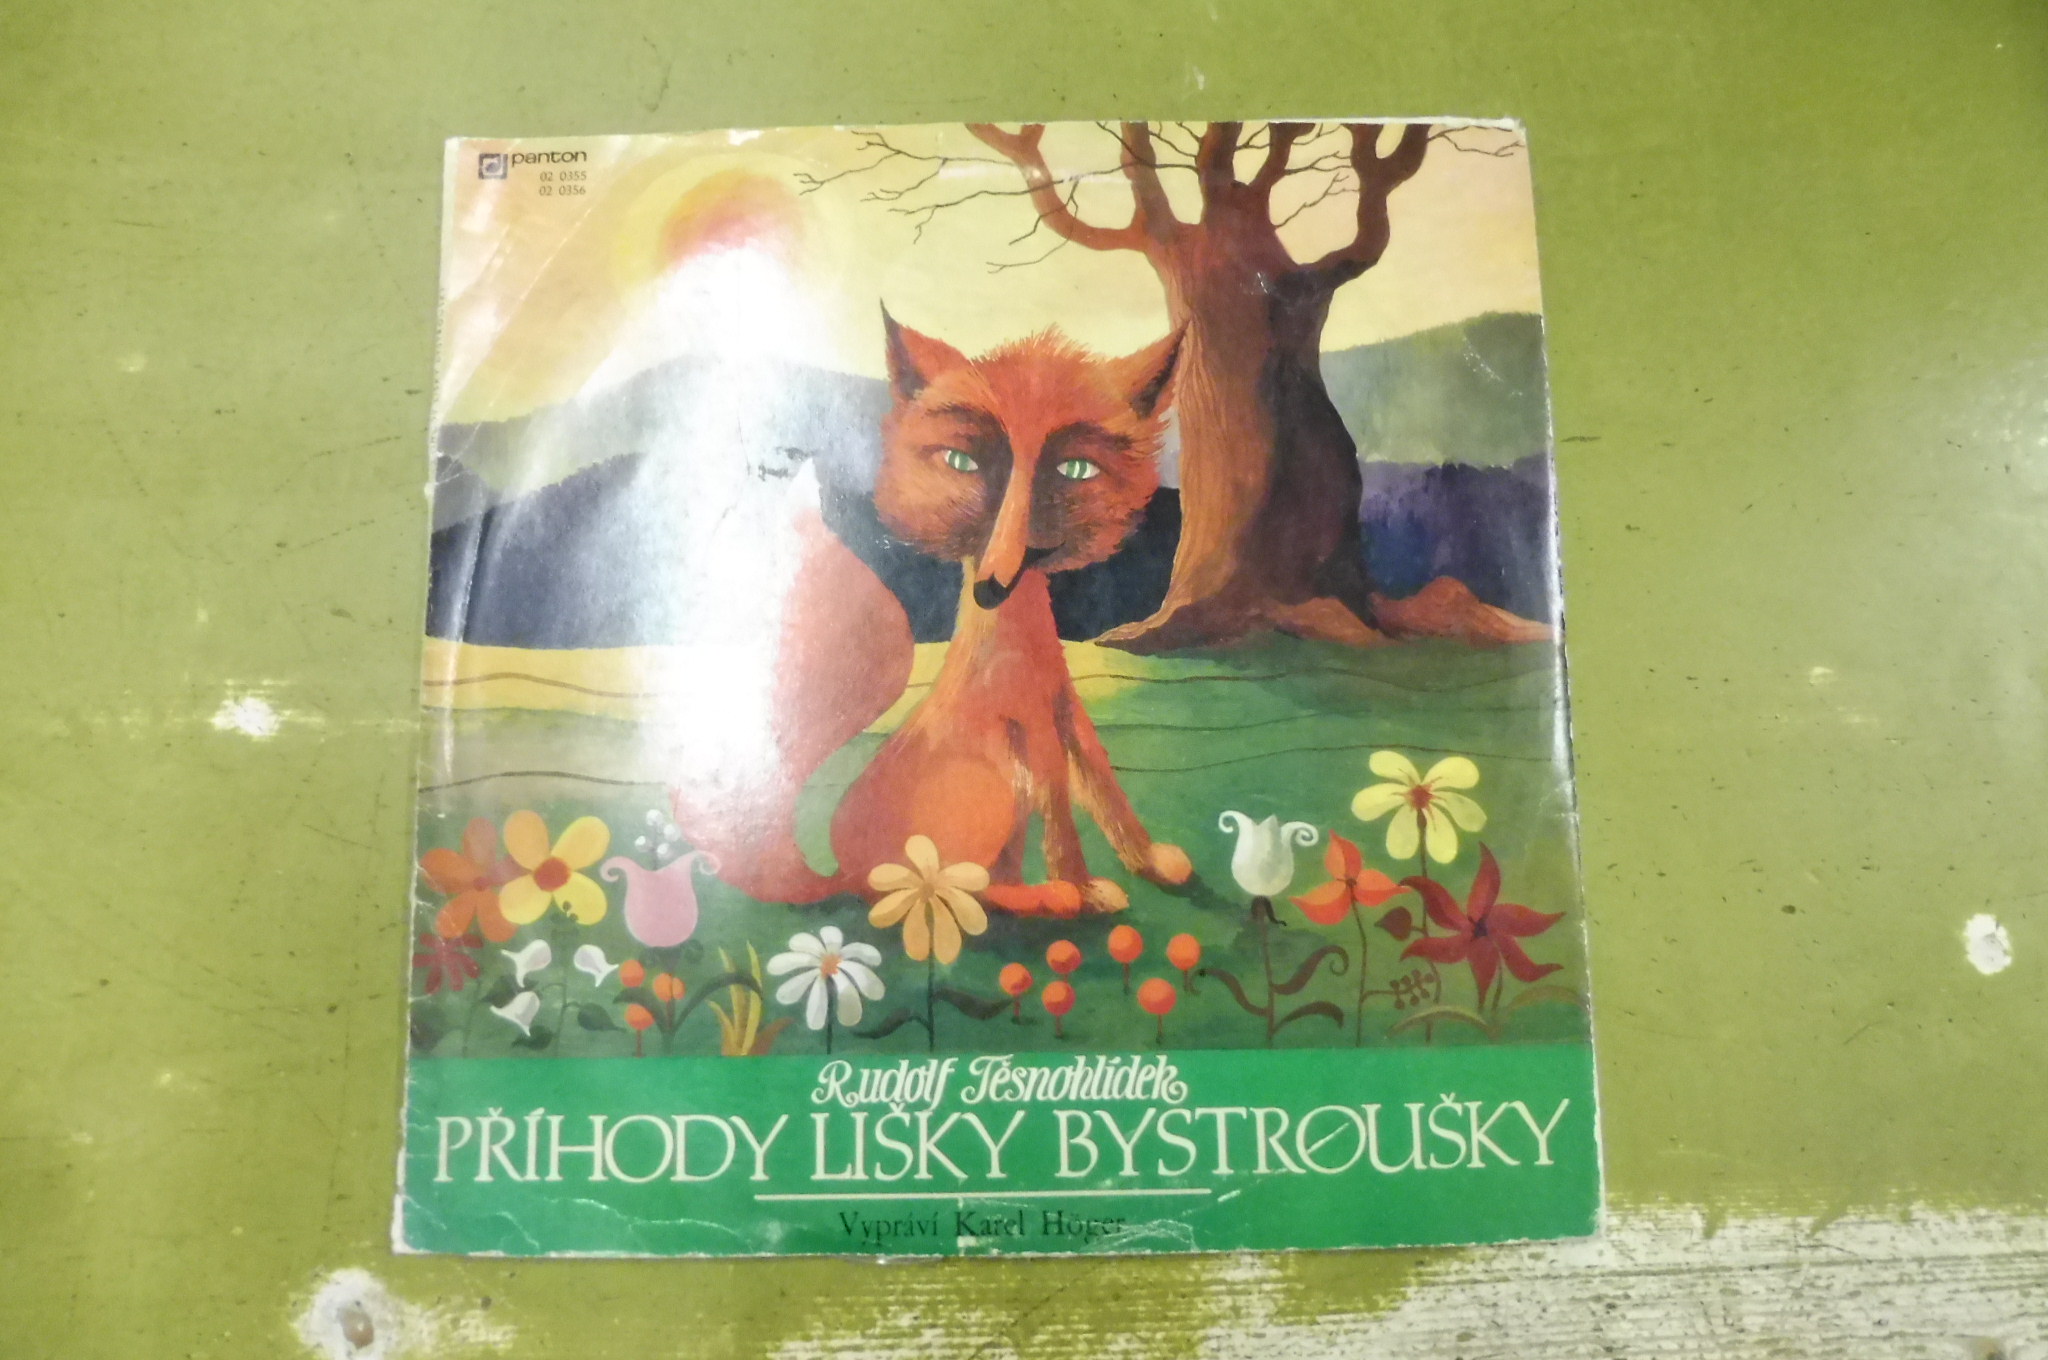 panton
02 0355
02 0356
Rudolf Těsnohlídek
PŘÍHODY LIŠKY BYSTROUŠKY
Vypráví Karel Höger